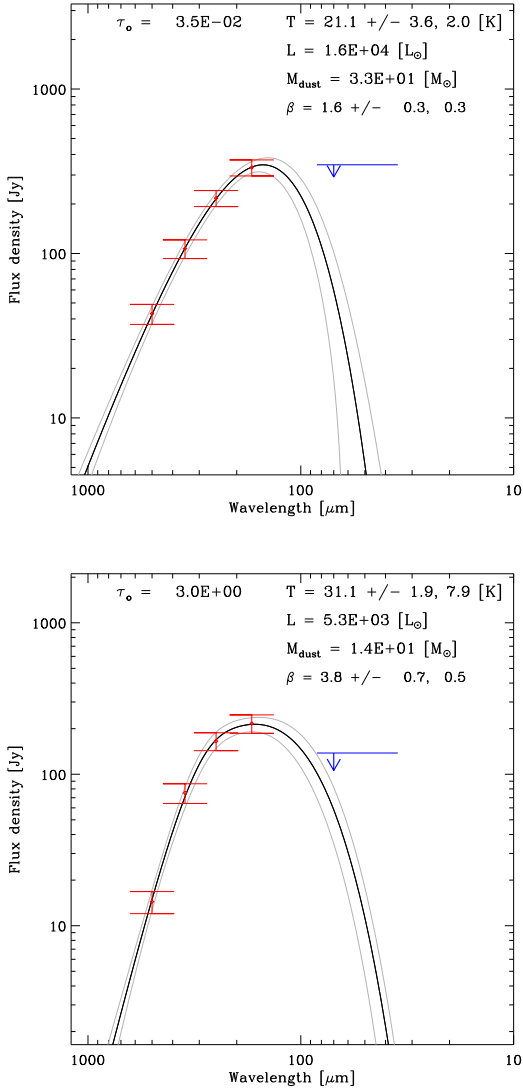 τₒ = 3.5E-02 T = 21.1 +/- 3.6, 2.0 [K]
L = 1.6E+04 [L⊙]
M_dust = 3.3E+01 [M⊙]
β = 1.6 +/- 0.3, 0.3
1000
100
10
Flux density [Jy]
1000 100 10
Wavelength [μm]
τₒ = 3.0E+00 T = 31.1 +/- 1.9, 7.9 [K]
L = 5.3E+03 [L⊙]
M_dust = 1.4E+01 [M⊙]
β = 3.8 +/- 0.7, 0.5
1000
100
10
Flux density [Jy]
1000 100 10
Wavelength [μm]